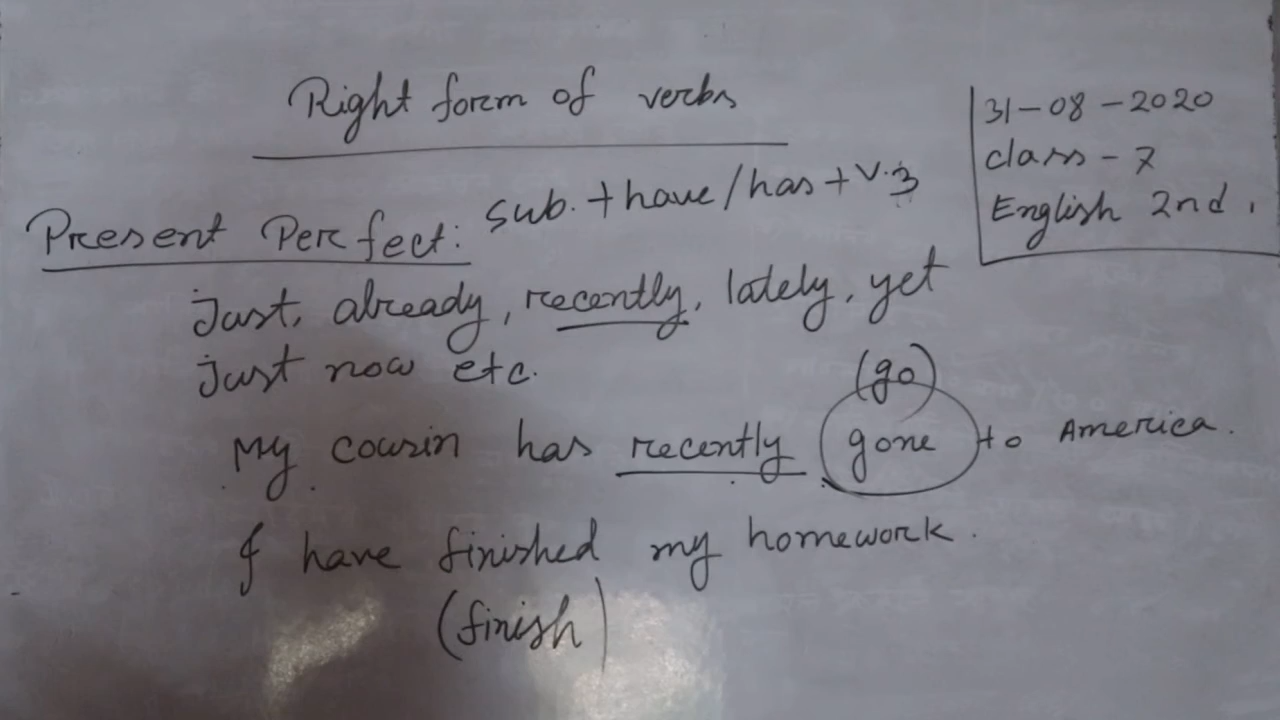 Right form of verbs
31-08-2020
class-7
English 2nd.
Present Perfect: sub. + have/has + v.3
Just, already, recently, lately, yet
Just now etc.
(go)
My cousin has recently gone to America.
I have finished my homework.
(finish)